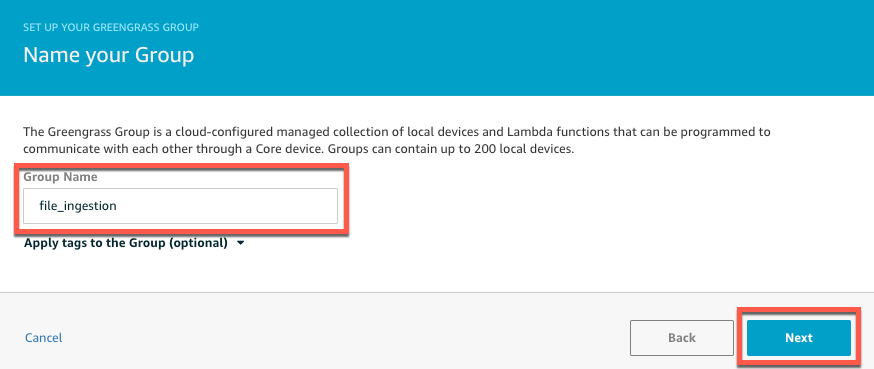 SET UP YOUR GREENGRASS GROUP
Name your Group
The Greengrass Group is a cloud-configured managed collection of local devices and Lambda functions that can be programmed to
communicate with each other through a Core device. Groups can contain up to 200 local devices.
Group Name
file_ingestion
Apply tags to the Group (optional)
Cancel
Back
Next